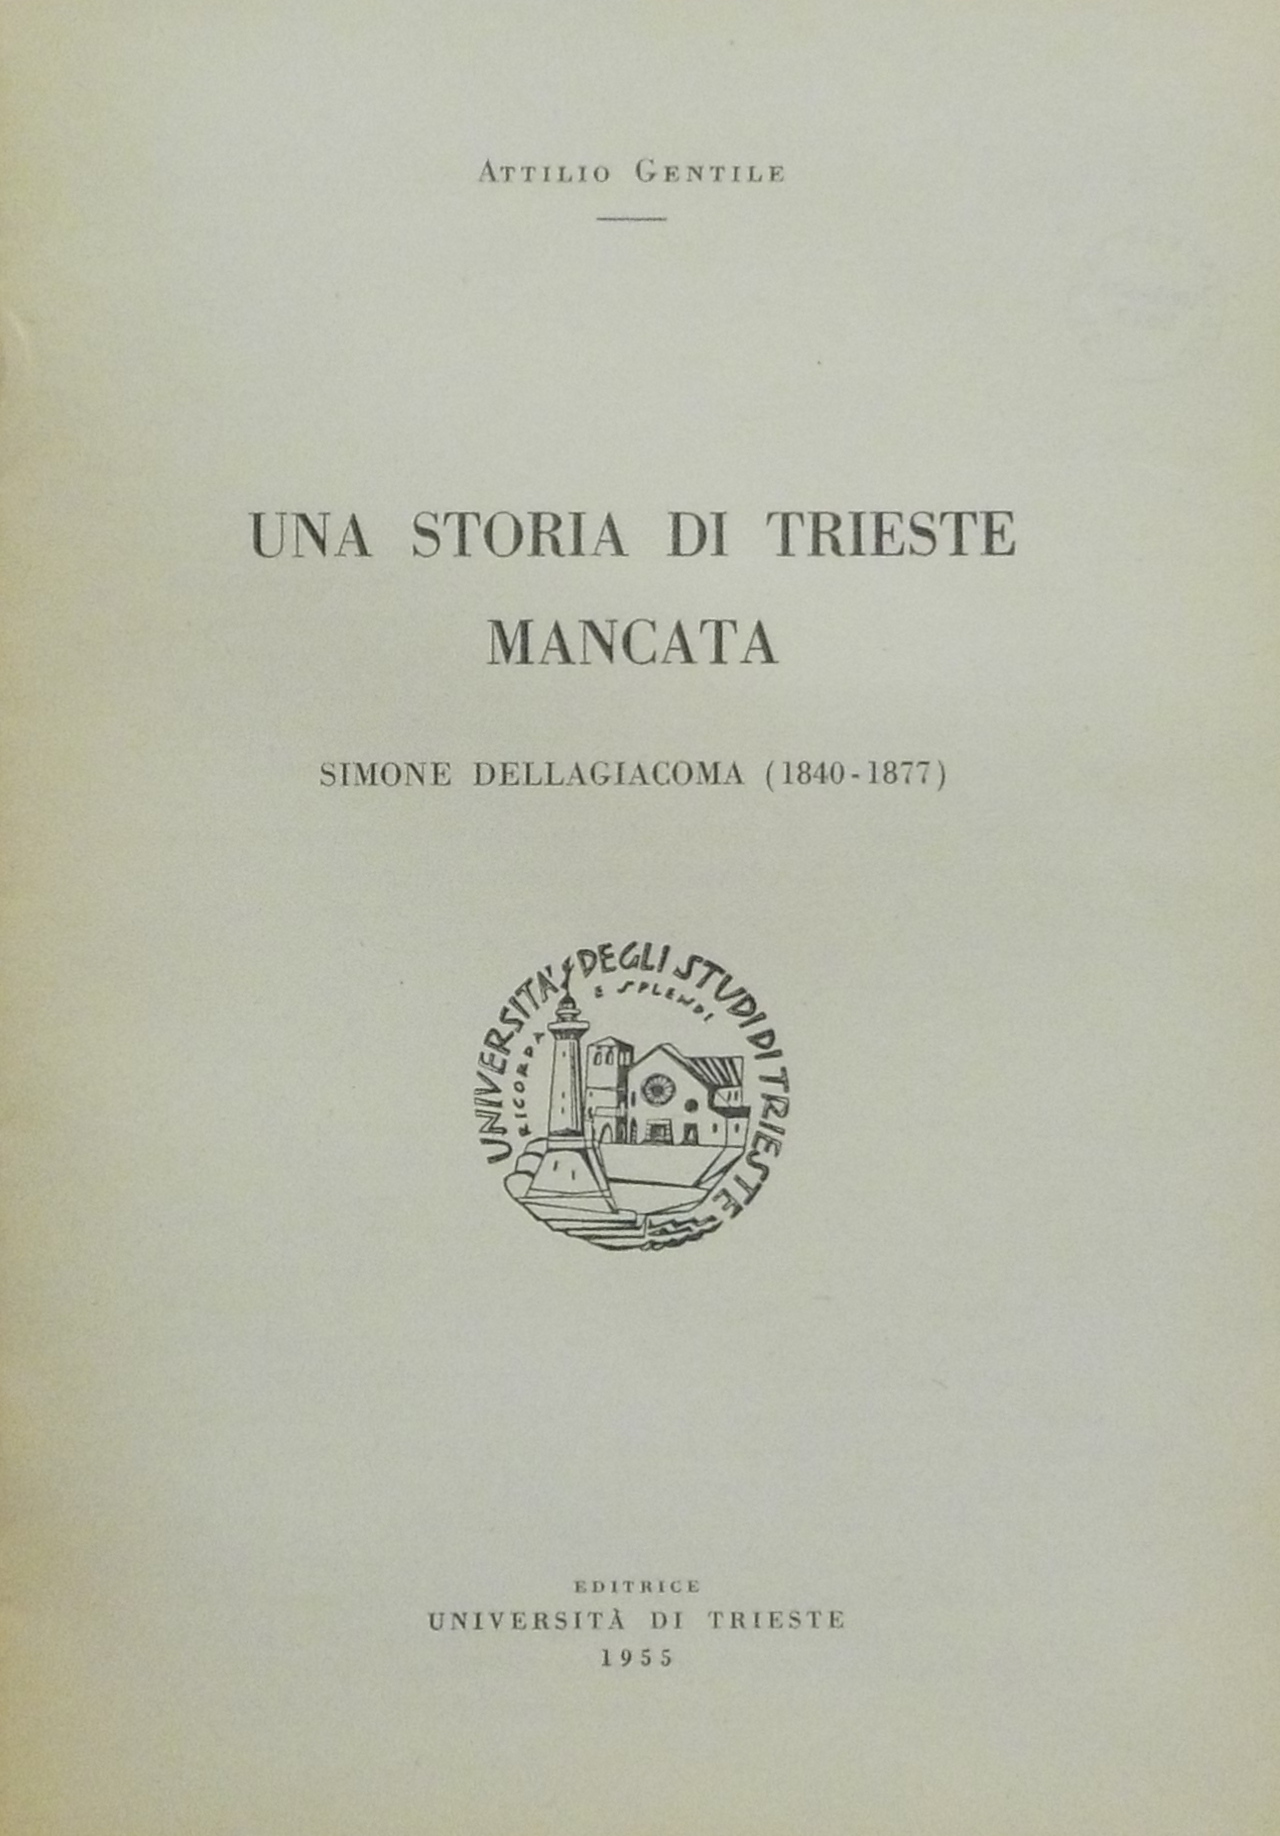 ATTILIO GENTILE
UNA STORIA DI TRIESTE
MANCATA
SIMONE DELLAGIACOMA (1840-1877)
UNIVERSITÀ DEGLI STUDI DI TRIESTE
RICORDA E SPLENDI
EDITRICE
UNIVERSITÀ DI TRIESTE
1955